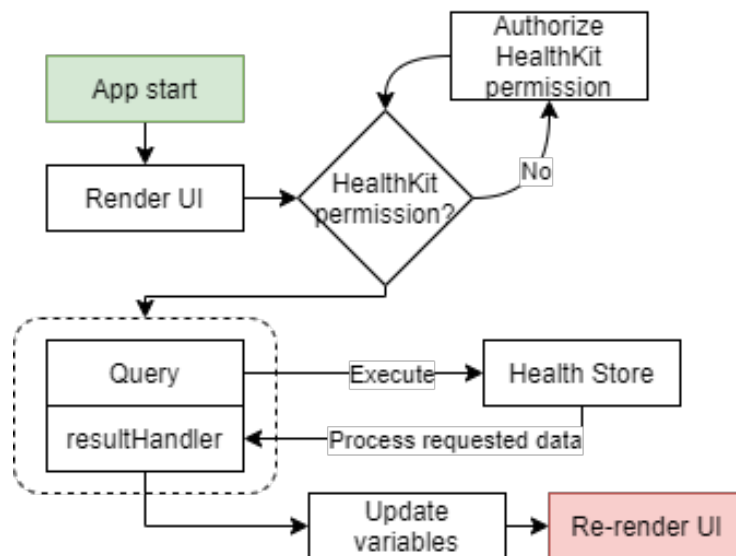 Authorize
HealthKit
permission
App start
No
Render UI
HealthKit
permission?
Query
Execute
Health Store
resultHandler
Process requested data
Update
variables
Re-render UI